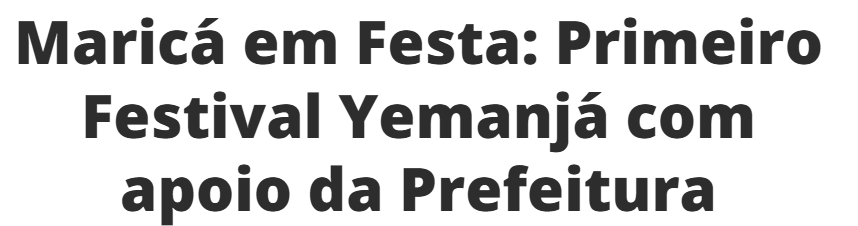 Maricá em Festa: Primeiro
Festival Yemanjá com
apoio da Prefeitura